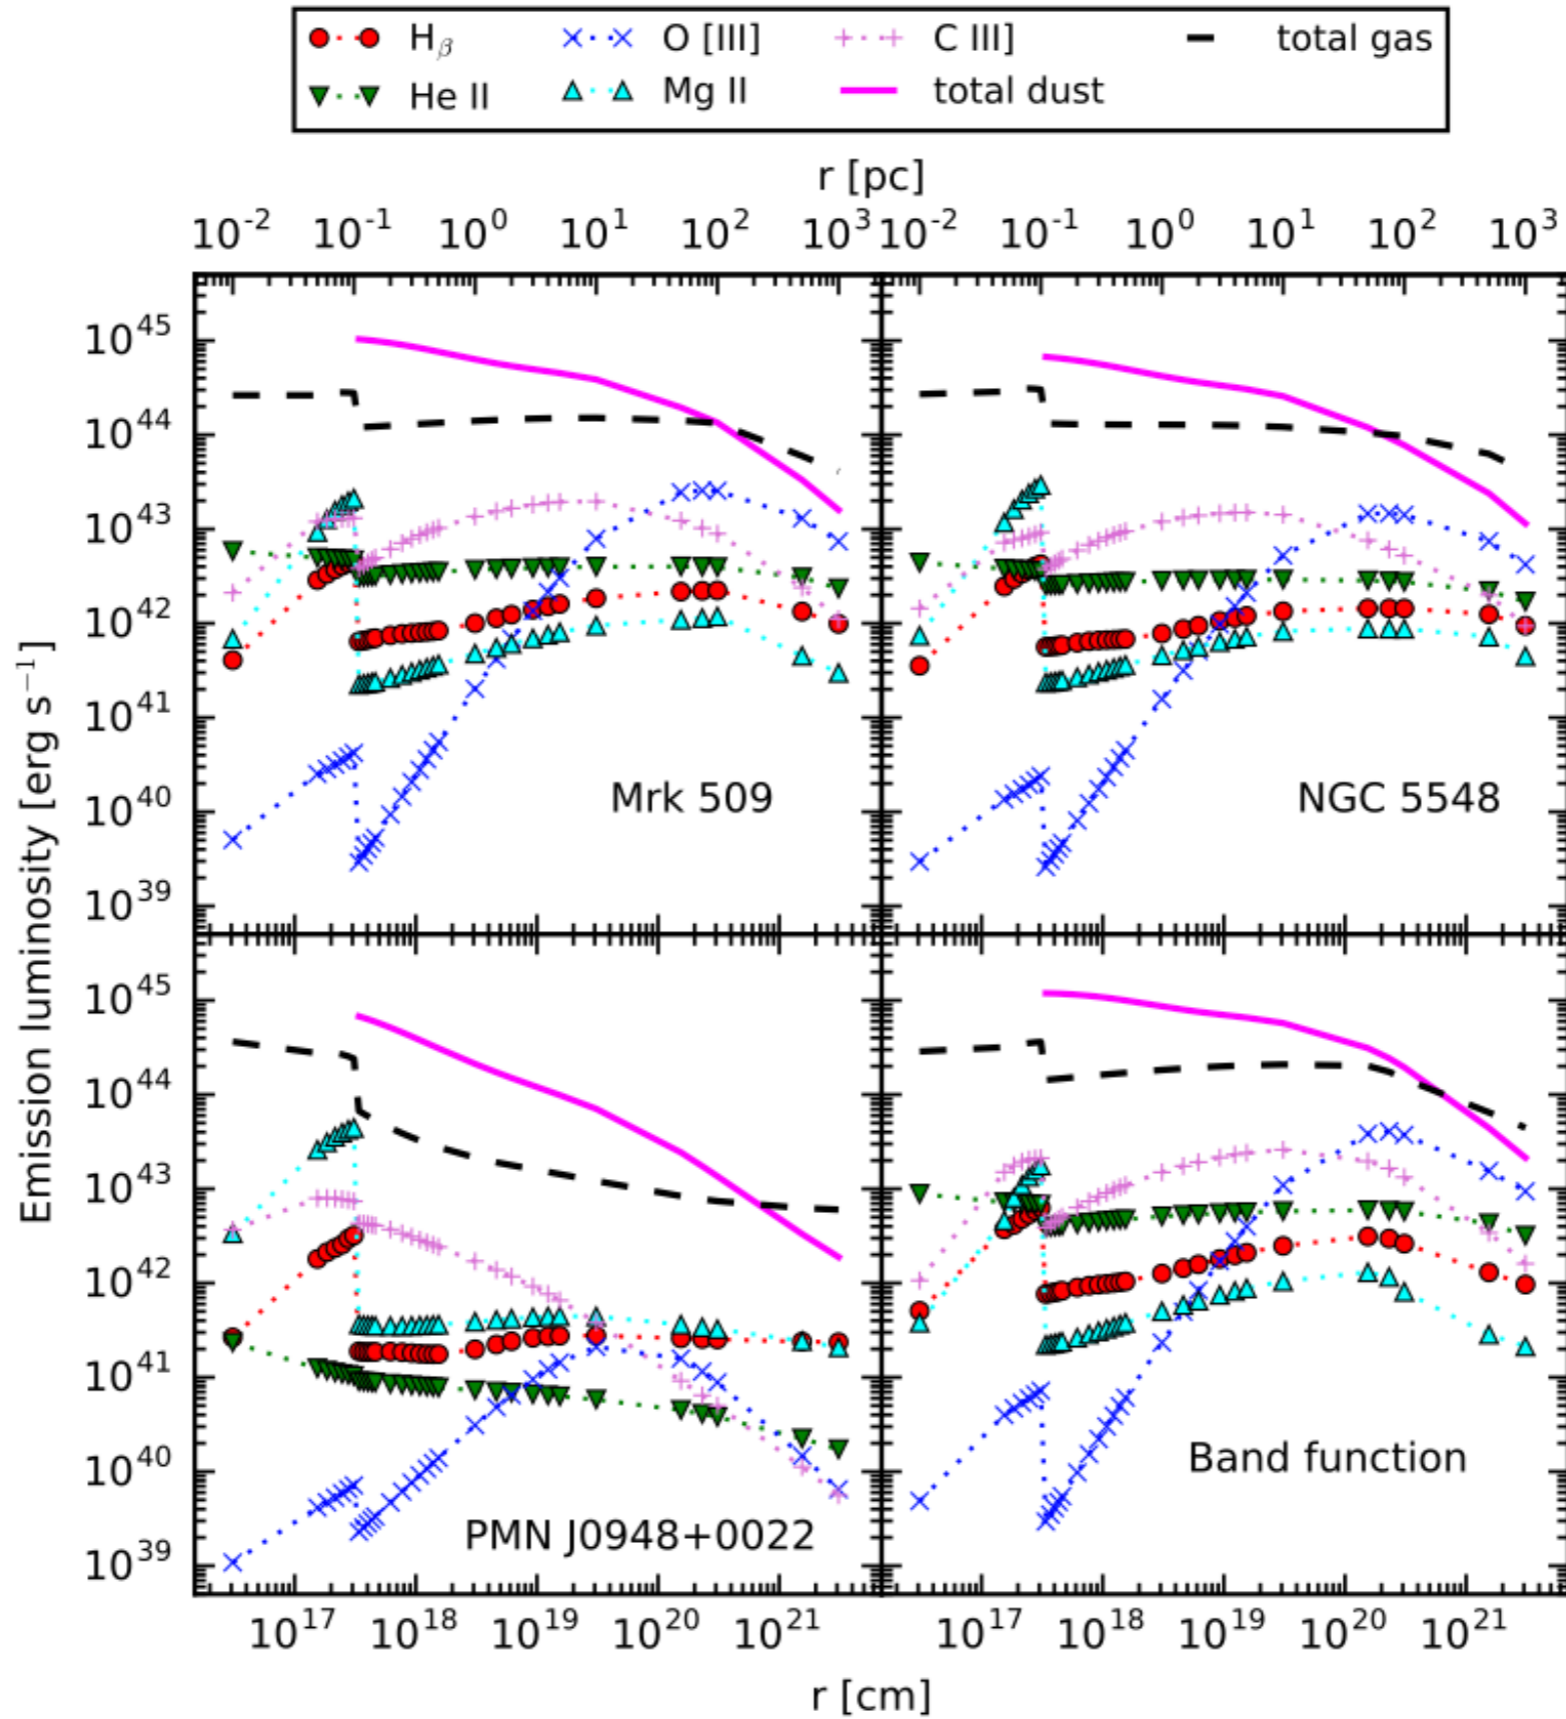 Hβ O [III] C III] total gas
He II Mg II total dust
r [pc]
10⁻² 10⁻¹ 10⁰ 10¹ 10² 10³ 10⁻² 10⁻¹ 10⁰ 10¹ 10² 10³
Emission luminosity [erg s⁻¹]
10⁴⁵
10⁴⁴
10⁴³
10⁴²
10⁴¹
10⁴⁰
10³⁹
Mrk 509
NGC 5548
10⁴⁵
10⁴⁴
10⁴³
10⁴²
10⁴¹
10⁴⁰
10³⁹
PMN J0948+0022
Band function
10¹⁷ 10¹⁸ 10¹⁹ 10²⁰ 10²¹ 10¹⁷ 10¹⁸ 10¹⁹ 10²⁰ 10²¹
r [cm]